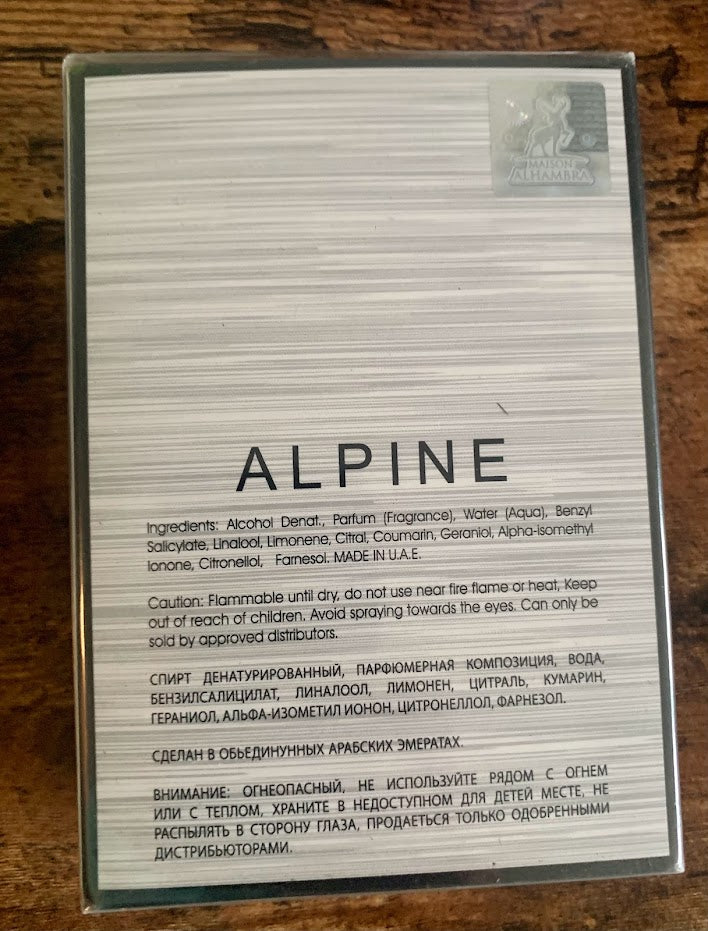 MAISON
ALHAMBRA
ALPINE
Ingredients: Alcohol Denat., Parfum (Fragrance), Water (Aqua), Benzyl
Salicylate, Linalool, Limonene, Citral, Coumarin, Geraniol, Alpha-Isomethyl
Ionone, Citronellol, Farnesol. MADE IN U.A.E.
Caution: Flammable until dry, do not use near fire flame or heat, Keep
out of reach of children. Avoid spraying towards the eyes. Can only be
sold by approved distributors.
СПИРТ ДЕНАТУРИРОВАННЫЙ, ПАРФЮМЕРНАЯ КОМПОЗИЦИЯ, ВОДА,
БЕНЗИЛСАЛИЦИЛАТ, ЛИНАЛООЛ, ЛИМОНЕН, ЦИТРАЛЬ, КУМАРИН,
ГЕРАНИОЛ, АЛЬФА-ИЗОМЕТИЛ ИОНОН, ЦИТРОНЕЛЛОЛ, ФАРНЕЗОЛ.
СДЕЛАН В ОБЬЕДИНУННЫХ АРАБСКИХ ЭМЕРАТАХ.
ВНИМАНИЕ: ОГНЕОПАСНЫЙ, НЕ ИСПОЛЬЗУЙТЕ РЯДОМ С ОГНЕМ
ИЛИ С ТЕПЛОМ, ХРАНИТЕ В НЕДОСТУПНОМ ДЛЯ ДЕТЕЙ МЕСТЕ, НЕ
РАСПЫЛЯТЬ В СТОРОНУ ГЛАЗА, ПРОДАЕТЬСЯ ТОЛЬКО ОДОБРЕННЫМИ
ДИСТРИБЬЮТОРАМИ.